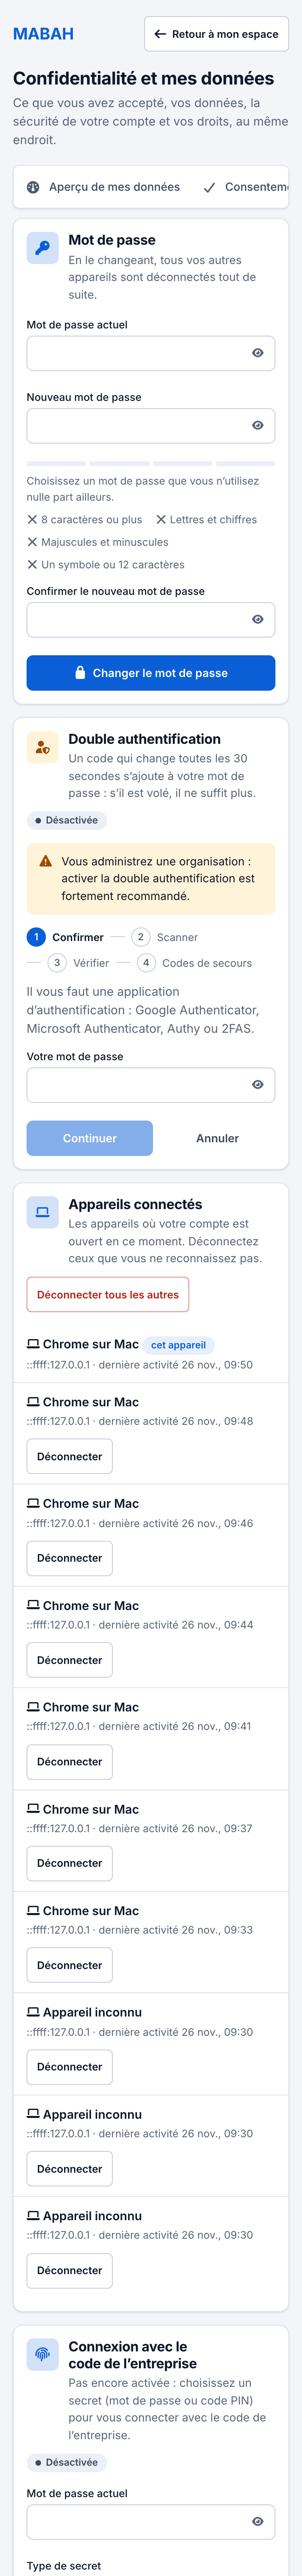 MABAH
Retour à mon espace
Confidentialité et mes données
Ce que vous avez accepté, vos données, la
sécurité de votre compte et vos droits, au même
endroit.
Aperçu de mes données
Consenteme
Mot de passe
En le changeant, tous vos autres
appareils sont déconnectés tout de
suite.
Mot de passe actuel
Nouveau mot de passe
Choisissez un mot de passe que vous n’utilisez
nulle part ailleurs.
8 caractères ou plus
Lettres et chiffres
Majuscules et minuscules
Un symbole ou 12 caractères
Confirmer le nouveau mot de passe
Changer le mot de passe
Double authentification
Un code qui change toutes les 30
secondes s’ajoute à votre mot de
passe : s’il est volé, il ne suffit plus.
Désactivée
Vous administrez une organisation :
activer la double authentification est
fortement recommandé.
1 Confirmer
2 Scanner
3 Vérifier
4 Codes de secours
Il vous faut une application
d’authentification : Google Authenticator,
Microsoft Authenticator, Authy ou 2FAS.
Votre mot de passe
Continuer
Annuler
Appareils connectés
Les appareils où votre compte est
ouvert en ce moment. Déconnectez
ceux que vous ne reconnaissez pas.
Déconnecter tous les autres
Chrome sur Mac cet appareil
::ffff:127.0.0.1 · dernière activité 26 nov., 09:50
Chrome sur Mac
::ffff:127.0.0.1 · dernière activité 26 nov., 09:48
Déconnecter
Chrome sur Mac
::ffff:127.0.0.1 · dernière activité 26 nov., 09:46
Déconnecter
Chrome sur Mac
::ffff:127.0.0.1 · dernière activité 26 nov., 09:44
Déconnecter
Chrome sur Mac
::ffff:127.0.0.1 · dernière activité 26 nov., 09:41
Déconnecter
Chrome sur Mac
::ffff:127.0.0.1 · dernière activité 26 nov., 09:37
Déconnecter
Chrome sur Mac
::ffff:127.0.0.1 · dernière activité 26 nov., 09:33
Déconnecter
Appareil inconnu
::ffff:127.0.0.1 · dernière activité 26 nov., 09:30
Déconnecter
Appareil inconnu
::ffff:127.0.0.1 · dernière activité 26 nov., 09:30
Déconnecter
Appareil inconnu
::ffff:127.0.0.1 · dernière activité 26 nov., 09:30
Déconnecter
Connexion avec le
code de l’entreprise
Pas encore activée : choisissez un
secret (mot de passe ou code PIN)
pour vous connecter avec le code de
l’entreprise.
Désactivée
Mot de passe actuel
Type de secret